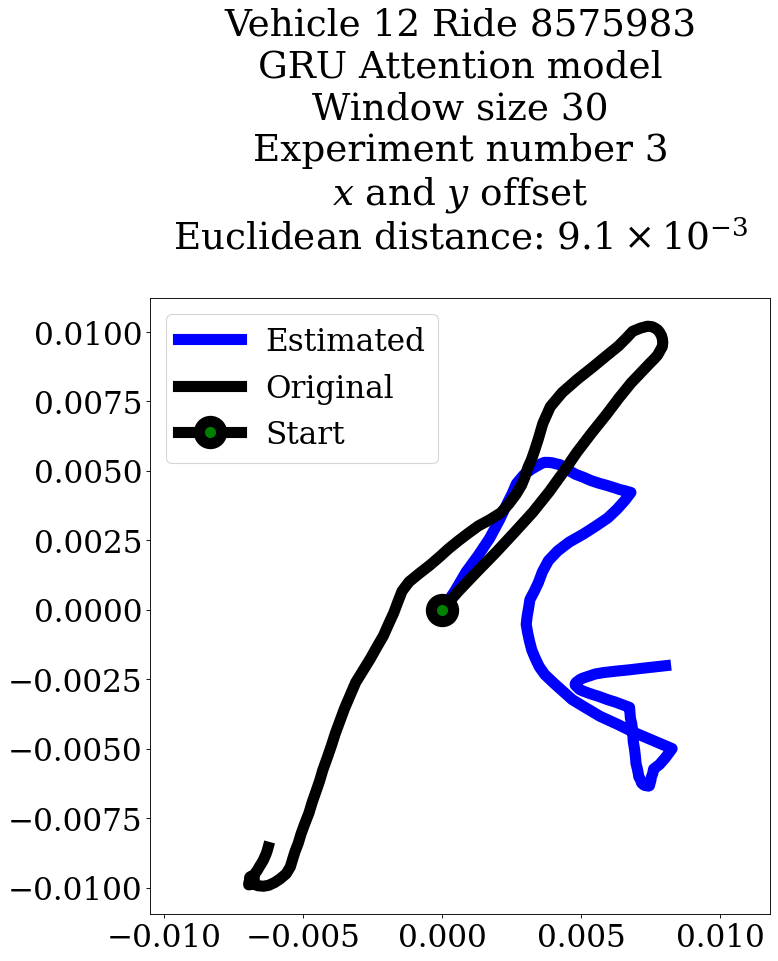 Vehicle 12 Ride 8575983
GRU Attention model
Window size 30
Experiment number 3
x and y offset
Euclidean distance: 9.1 × 10⁻³
Estimated
Original
Start
0.0100
0.0075
0.0050
0.0025
0.0000
−0.0025
−0.0050
−0.0075
−0.0100
−0.010 −0.005 0.000 0.005 0.010